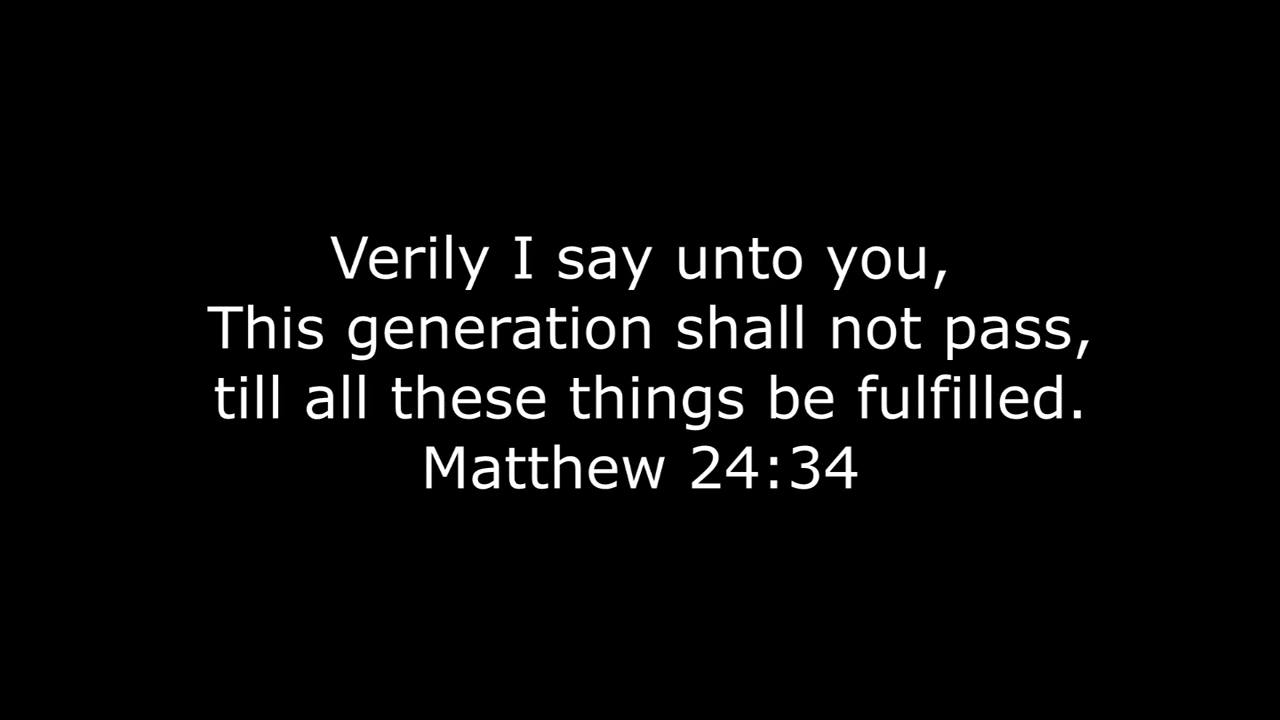 Verily I say unto you,
This generation shall not pass,
till all these things be fulfilled.
Matthew 24:34